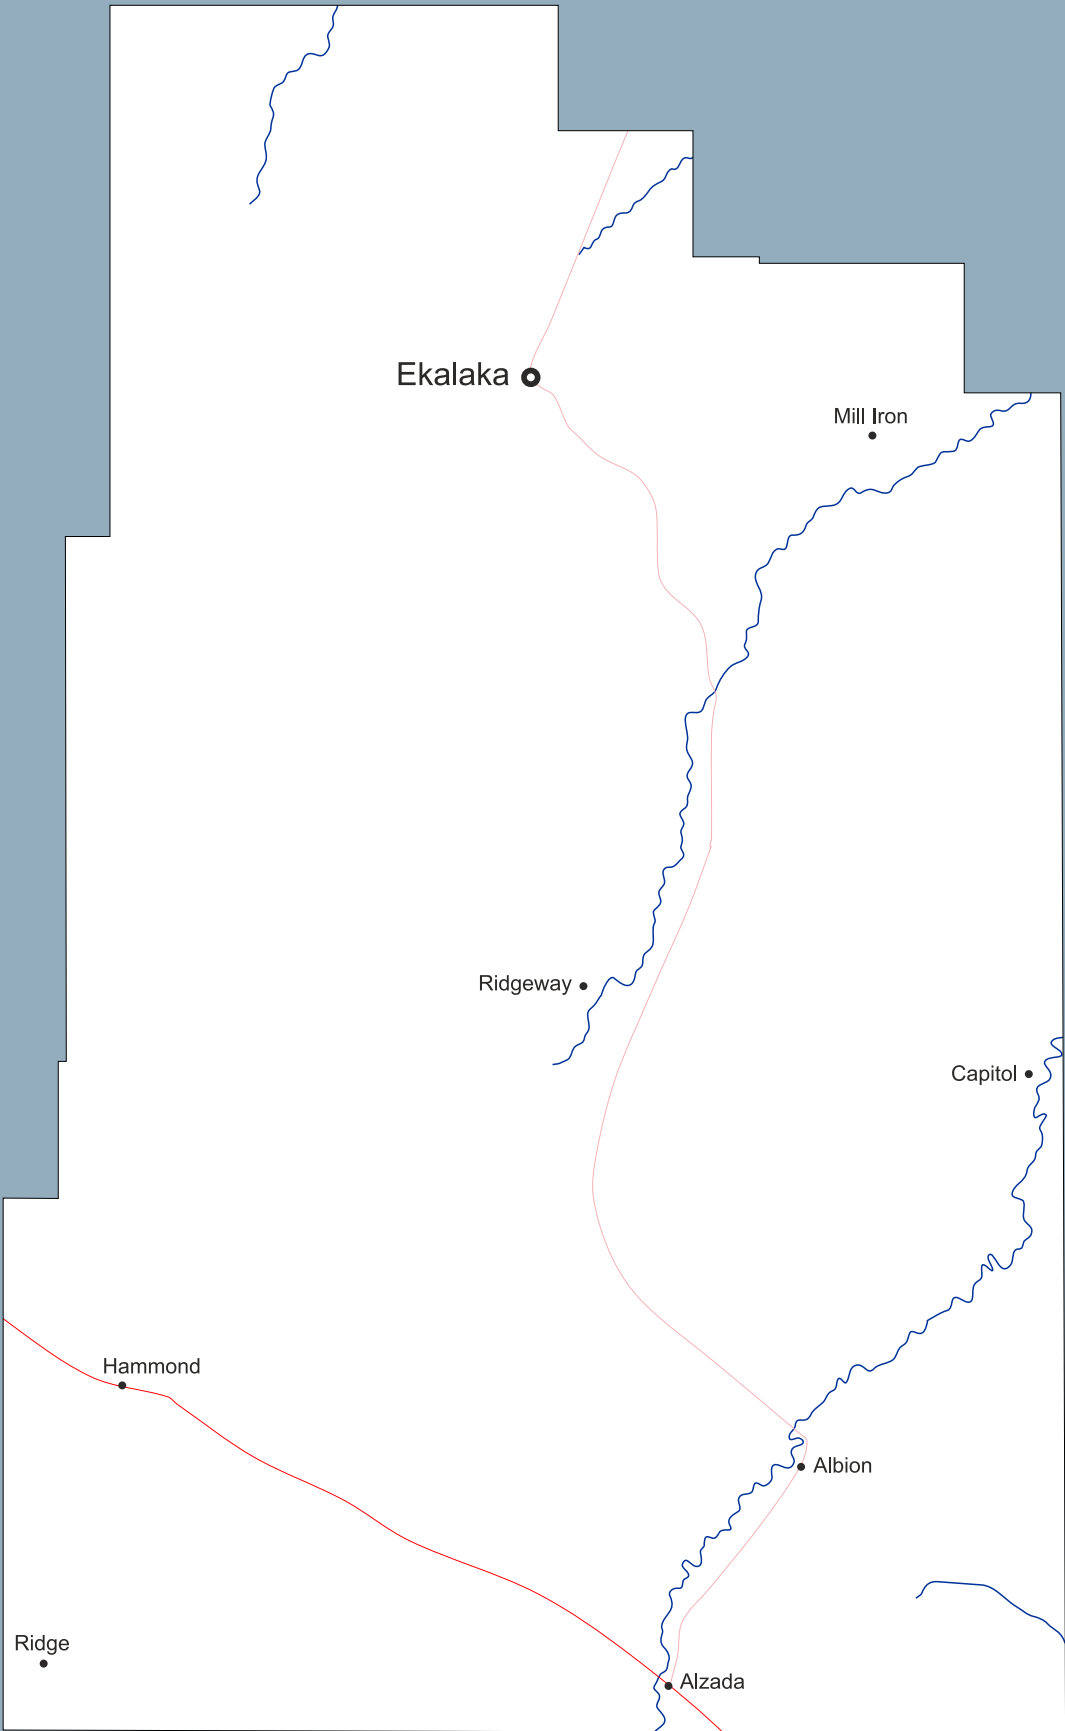 Ekalaka
Mill Iron
Ridgeway
Capitol
Hammond
Albion
Ridge
Alzada